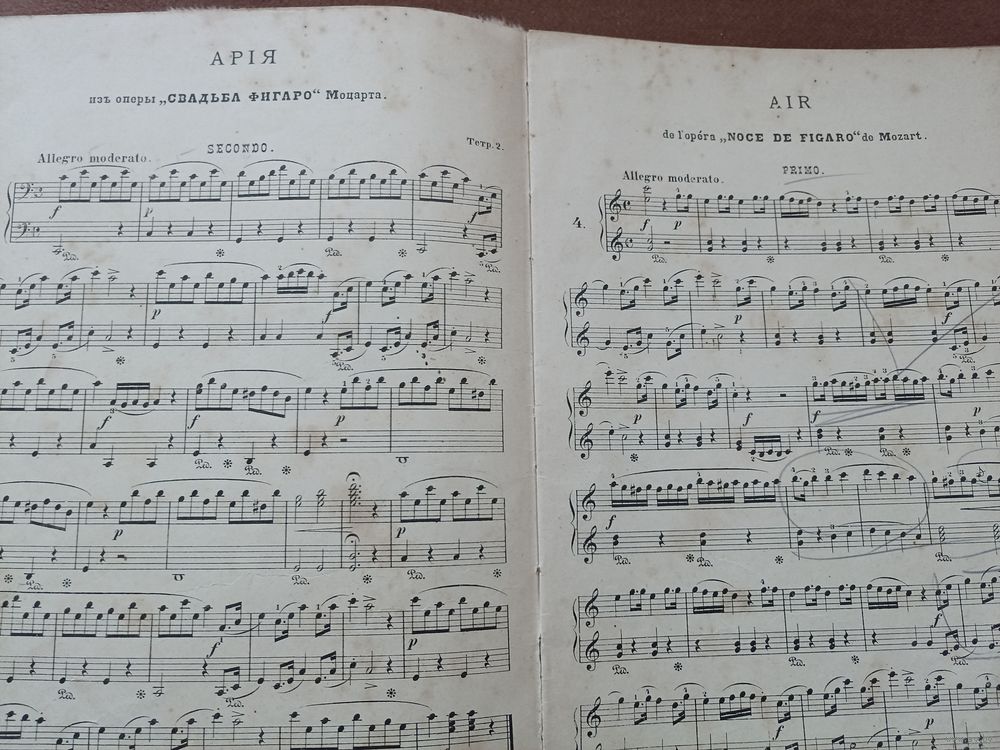 АРІЯ
изъ оперы „СВАДЬБА ФИГАРО“ Моцарта.
SECONDO.
Тетр. 2.
Allegro moderato.
AIR
de l'opéra „NOCE DE FIGARO“ de Mozart.
PRIMO.
Allegro moderato.
4.